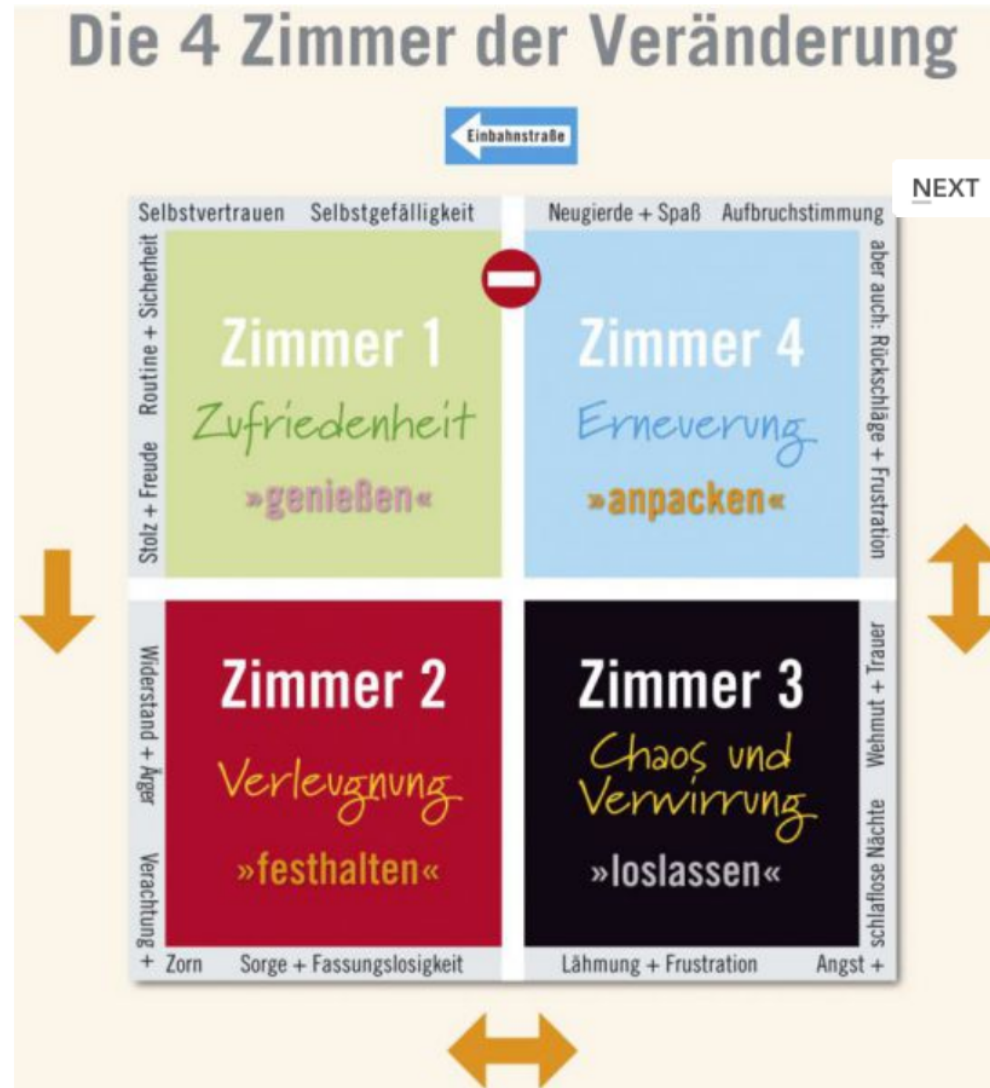 Die 4 Zimmer der Veränderung
Einbahnstraße
NEXT
Selbstvertrauen Selbstgefälligkeit
Neugierde + Spaß Aufbruchstimmung
Stolz + Freude Routine + Sicherheit
Zimmer 1
Zufriedenheit
»genießen«
Zimmer 4
Erneuerung
»anpacken«
aber auch: Rückschläge + Frustration
Widerstand + Ärger Verachtung +
Zimmer 2
Verleugnung
»festhalten«
Zorn Sorge + Fassungslosigkeit
Zimmer 3
Chaos und
Verwirrung
»loslassen«
Lähmung + Frustration Angst +
schlaflose Nächte Wehmut + Trauer